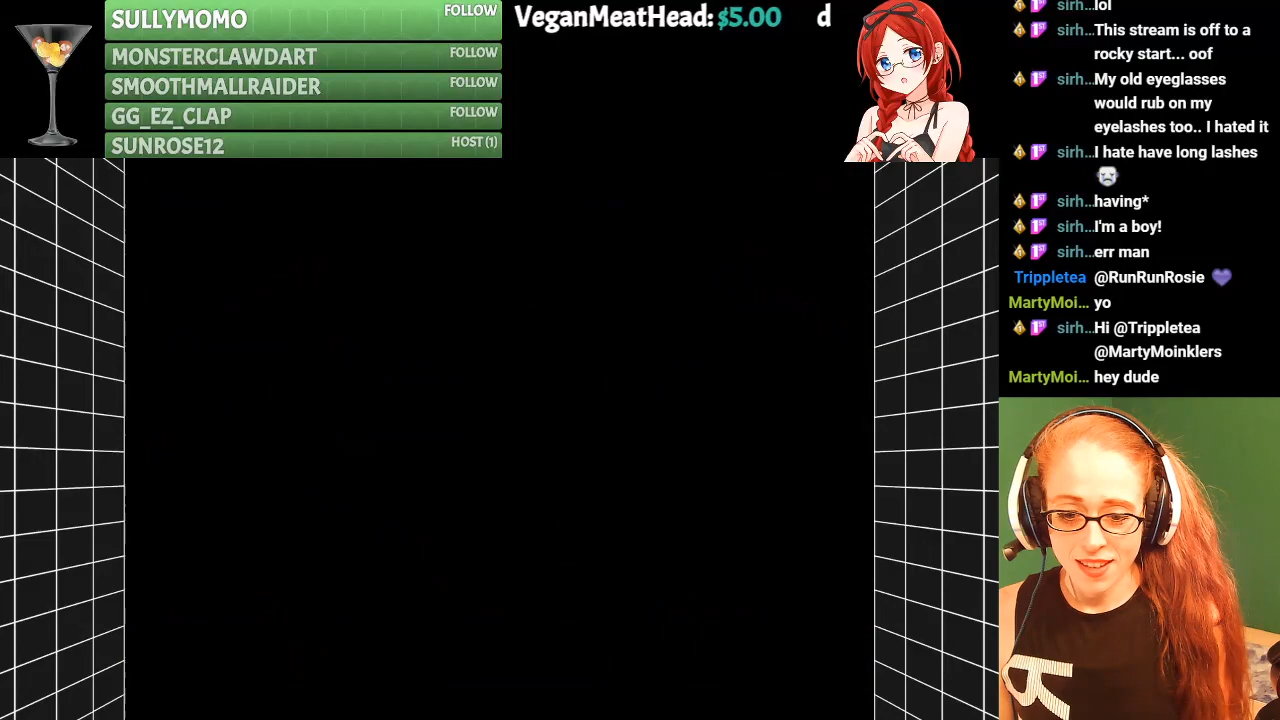 SULLYMOMO FOLLOW
MONSTERCLAWDART FOLLOW
SMOOTHMALLRAIDER FOLLOW
GG_EZ_CLAP FOLLOW
SUNROSE12 HOST (1)
VeganMeatHead: $5.00 d
lol
sirh... This stream is off to a
rocky start... oof
sirh... My old eyeglasses
would rub on my
eyelashes too.. I hated it
sirh... I hate have long lashes
sirh... having*
sirh... I'm a boy!
sirh... err man
Trippletea @RunRunRosie
MartyMoi... yo
sirh... Hi @Trippletea
@MartyMoinklers
MartyMoi... hey dude
R